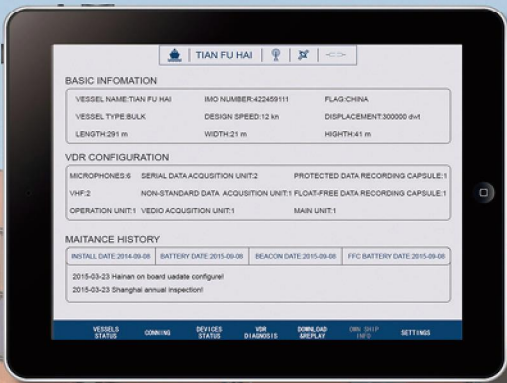 TIAN FU HAI
BASIC INFOMATION
VESSEL NAME:TIAN FU HAI IMO NUMBER:422459111 FLAG:CHINA
VESSEL TYPE:BULK DESIGN SPEED:12 kn DISPLACEMENT:300000 dwt
LENGTH:291 m WIDTH:21 m HIGHTH:41 m
VDR CONFIGURATION
MICROPHONES:6 SERIAL DATA ACQUSITION UNIT:2 PROTECTED DATA RECORDING CAPSULE:1
VHF:2 NON-STANDARD DATA ACQUSITION UNIT:1 FLOAT-FREE DATA RECORDING CAPSULE:1
OPERATION UNIT:1 VEDIO ACQUSITION UNIT:1 MAIN UNIT:1
MAITANCE HISTORY
INSTALL DATE:2014-09-08 BATTERY DATE:2015-09-08 BEACON DATE:2015-09-08 FFC BATTERY DATE:2015-09-08
2015-03-23 Hainan on board uadate configure!
2015-03-23 Shanghai annual inspection!
VESSELS STATUS CONNING DEVICES STATUS VDR DIAGNOSIS DOWNLOAD &REPLAY OWN SHIP INFO SETTINGS